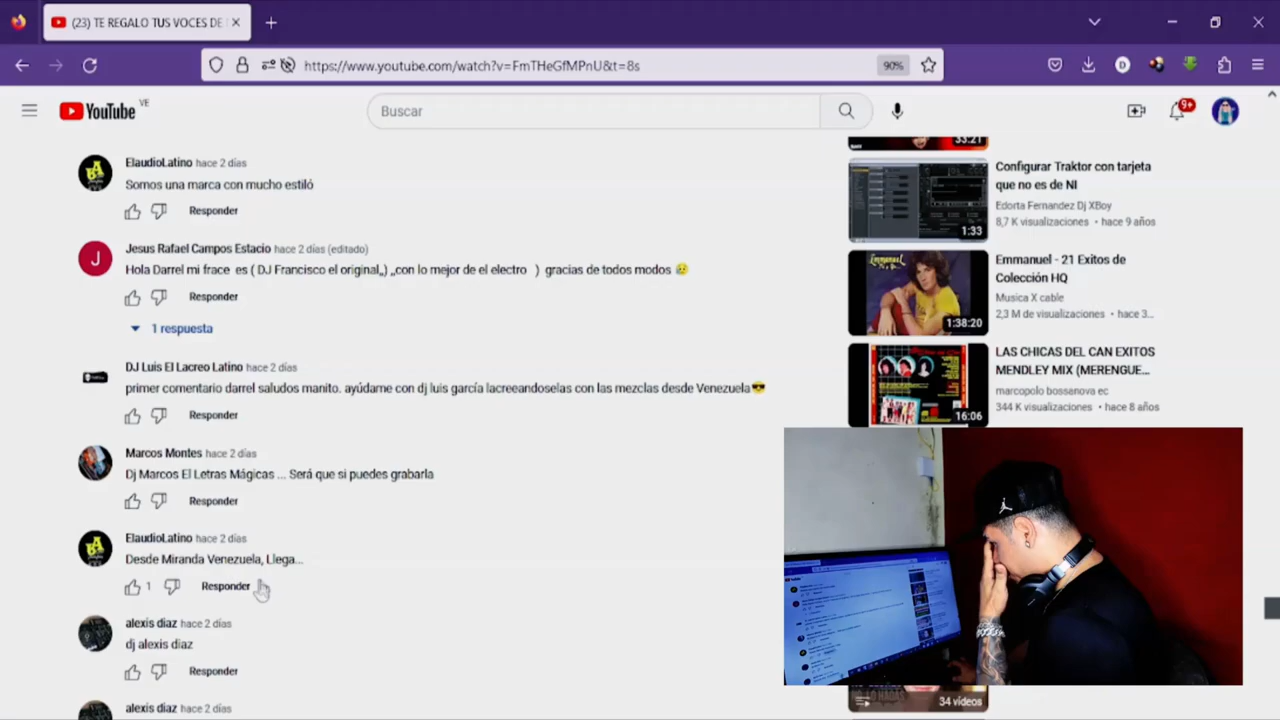 (23) TE REGALO TUS VOCES DE
https://www.youtube.com/watch?v=FmTHeGfMPnU&t=8s
90%
YouTube VE
Buscar
9+
ElaudioLatino hace 2 días
Somos una marca con mucho estiló
Responder
Jesus Rafael Campos Estacio hace 2 días (editado)
Hola Darrel mi frace es ( DJ Francisco el original,,) ,,con lo mejor de el electro ) gracias de todos modos 😥
Responder
1 respuesta
DJ Luis El Lacreo Latino hace 2 días
primer comentario darrel saludos manito. ayúdame con dj luis garcía lacreeandoselas con las mezclas desde Venezuela😎
Responder
Marcos Montes hace 2 días
Dj Marcos El Letras Mágicas ... Será que si puedes grabarla
Responder
ElaudioLatino hace 2 días
Desde Miranda Venezuela, Llega...
1 Responder
alexis diaz hace 2 días
dj alexis diaz
Responder
alexis diaz hace 2 días
33:21
Configurar Traktor con tarjeta
que no es de NI
Edorta Fernandez Dj XBoy
8,7 K visualizaciones • hace 9 años
1:33
Emmanuel - 21 Exitos de
Colección HQ
Musica X cable
2,3 M de visualizaciones • hace 3...
Emmanuel
1:38:20
LAS CHICAS DEL CAN EXITOS
MENDLEY MIX (MERENGUE...
marcopolo bossanova ec
344 K visualizaciones • hace 8 años
16:06
34 vídeos